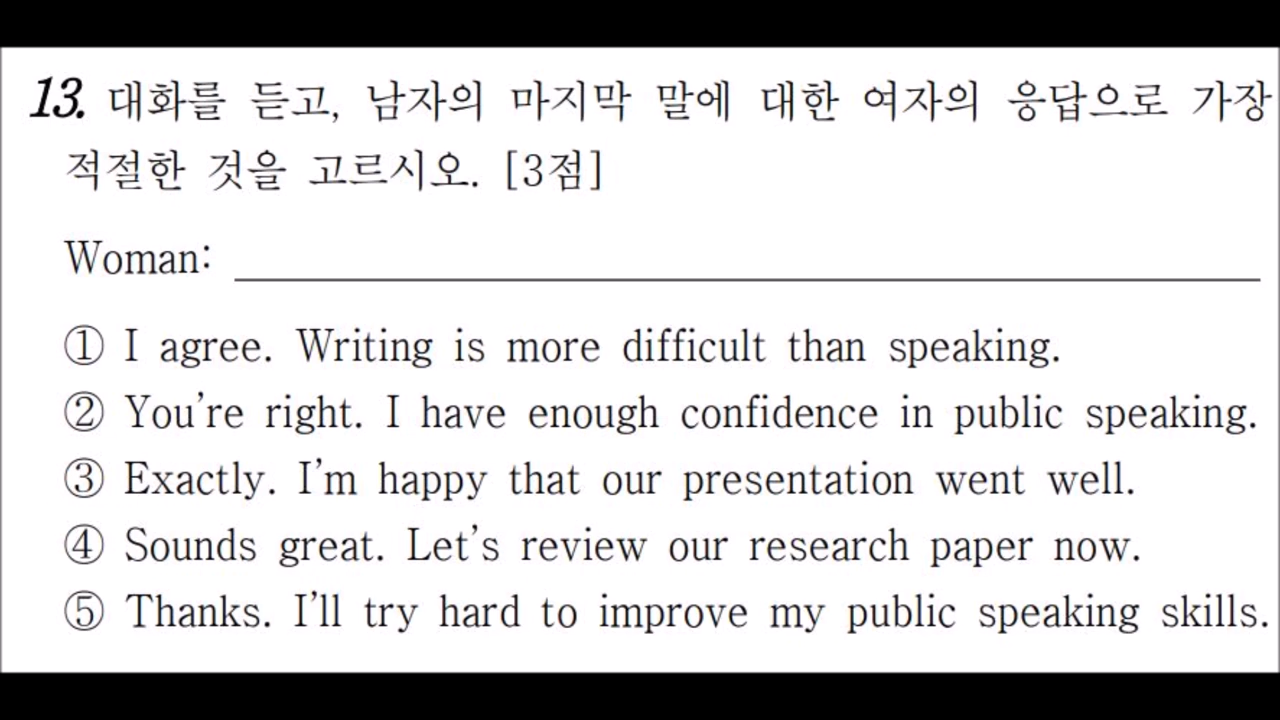 13. 대화를 듣고, 남자의 마지막 말에 대한 여자의 응답으로 가장
적절한 것을 고르시오. [3점]
Woman:
① I agree. Writing is more difficult than speaking.
② You're right. I have enough confidence in public speaking.
③ Exactly. I'm happy that our presentation went well.
④ Sounds great. Let's review our research paper now.
⑤ Thanks. I'll try hard to improve my public speaking skills.